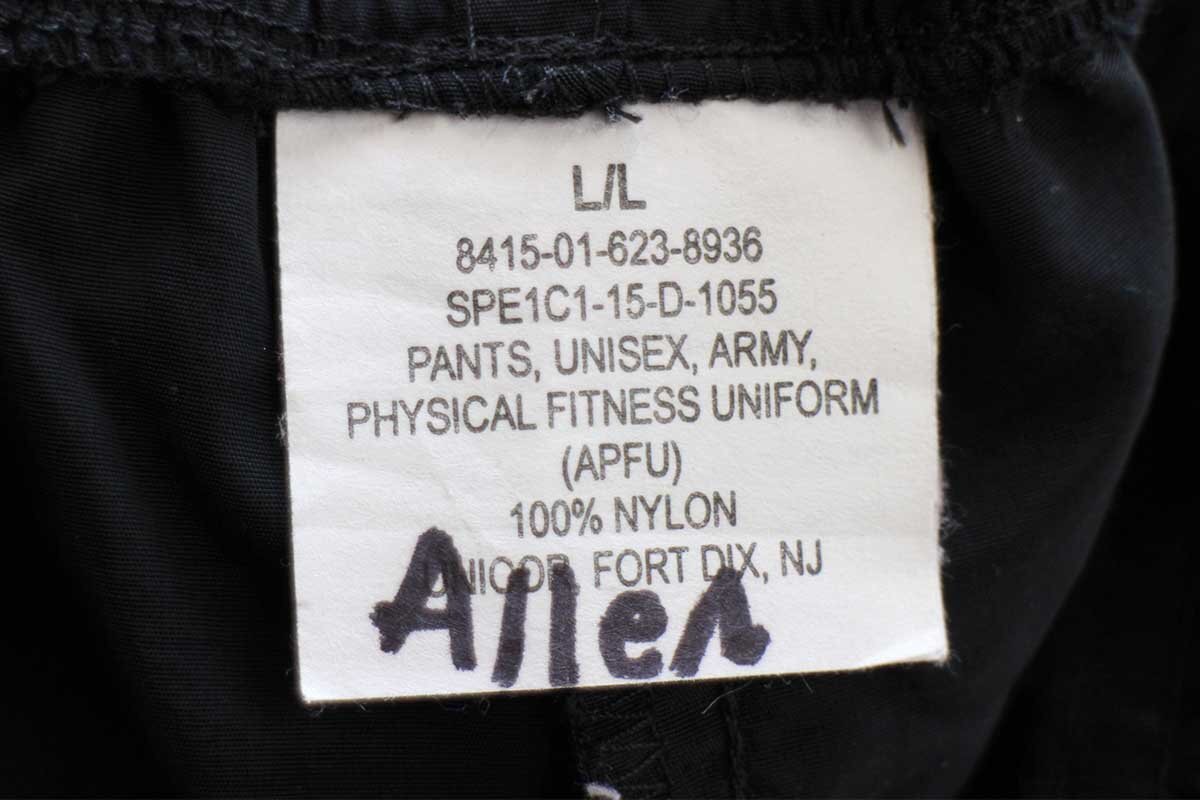 L/L
8415-01-623-8936
SPE1C1-15-D-1055
PANTS, UNISEX, ARMY,
PHYSICAL FITNESS UNIFORM
(APFU)
100% NYLON
UNICOR, FORT DIX, NJ
Allen